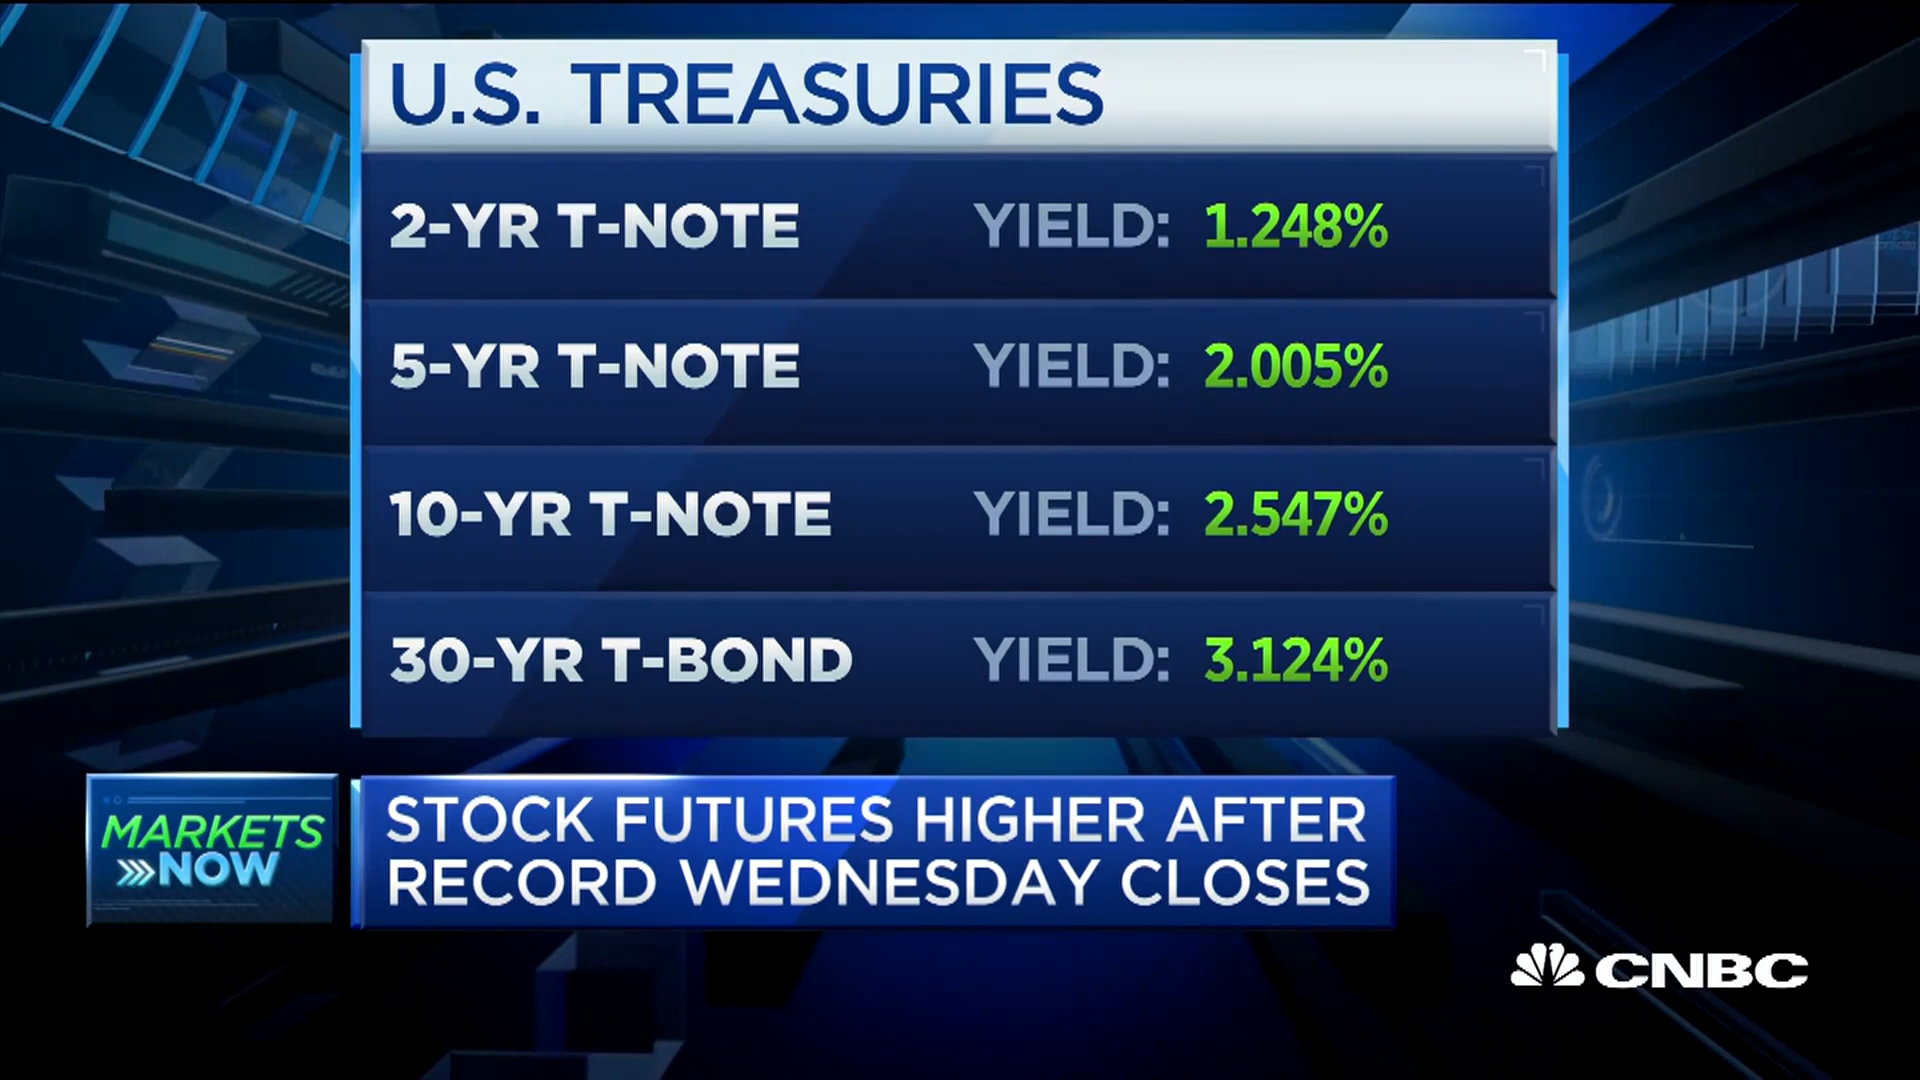 U.S. TREASURIES
2-YR T-NOTE YIELD: 1.248%
5-YR T-NOTE YIELD: 2.005%
10-YR T-NOTE YIELD: 2.547%
30-YR T-BOND YIELD: 3.124%
MARKETS
NOW
STOCK FUTURES HIGHER AFTER
RECORD WEDNESDAY CLOSES
CNBC